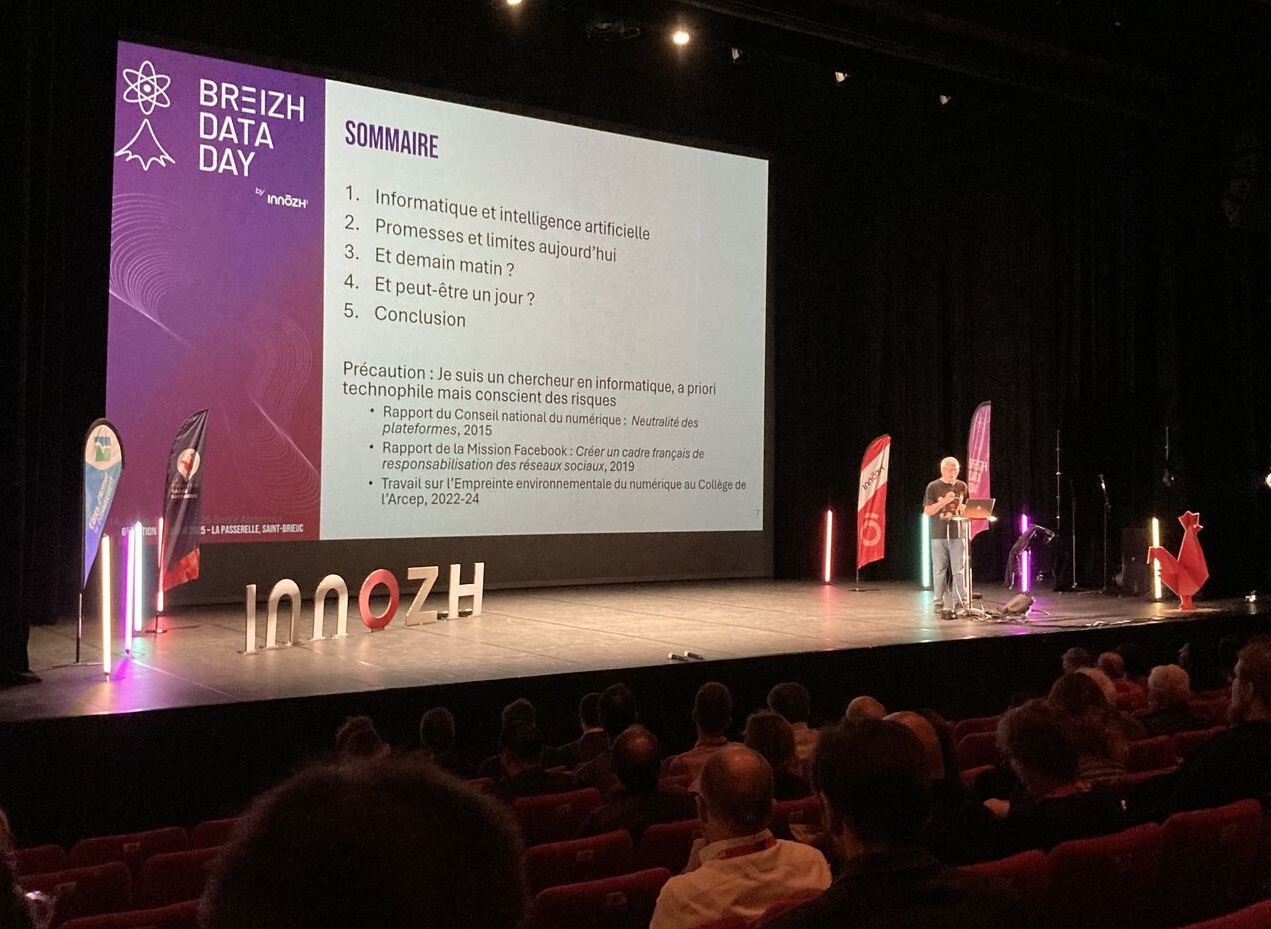 BREIZH
DATA
DAY
by INNŌZH
SOMMAIRE
1. Informatique et intelligence artificielle
2. Promesses et limites aujourd’hui
3. Et demain matin ?
4. Et peut-être un jour ?
5. Conclusion
Précaution : Je suis un chercheur en informatique, a priori
technophile mais conscient des risques
• Rapport du Conseil national du numérique : Neutralité des
plateformes, 2015
• Rapport de la Mission Facebook : Créer un cadre français de
responsabilisation des réseaux sociaux, 2019
• Travail sur l’Empreinte environnementale du numérique au Collège de
l’Arcep, 2022-24
7
- LA PASSERELLE, SAINT-BRIEUC
INNOZH
INNŌZH